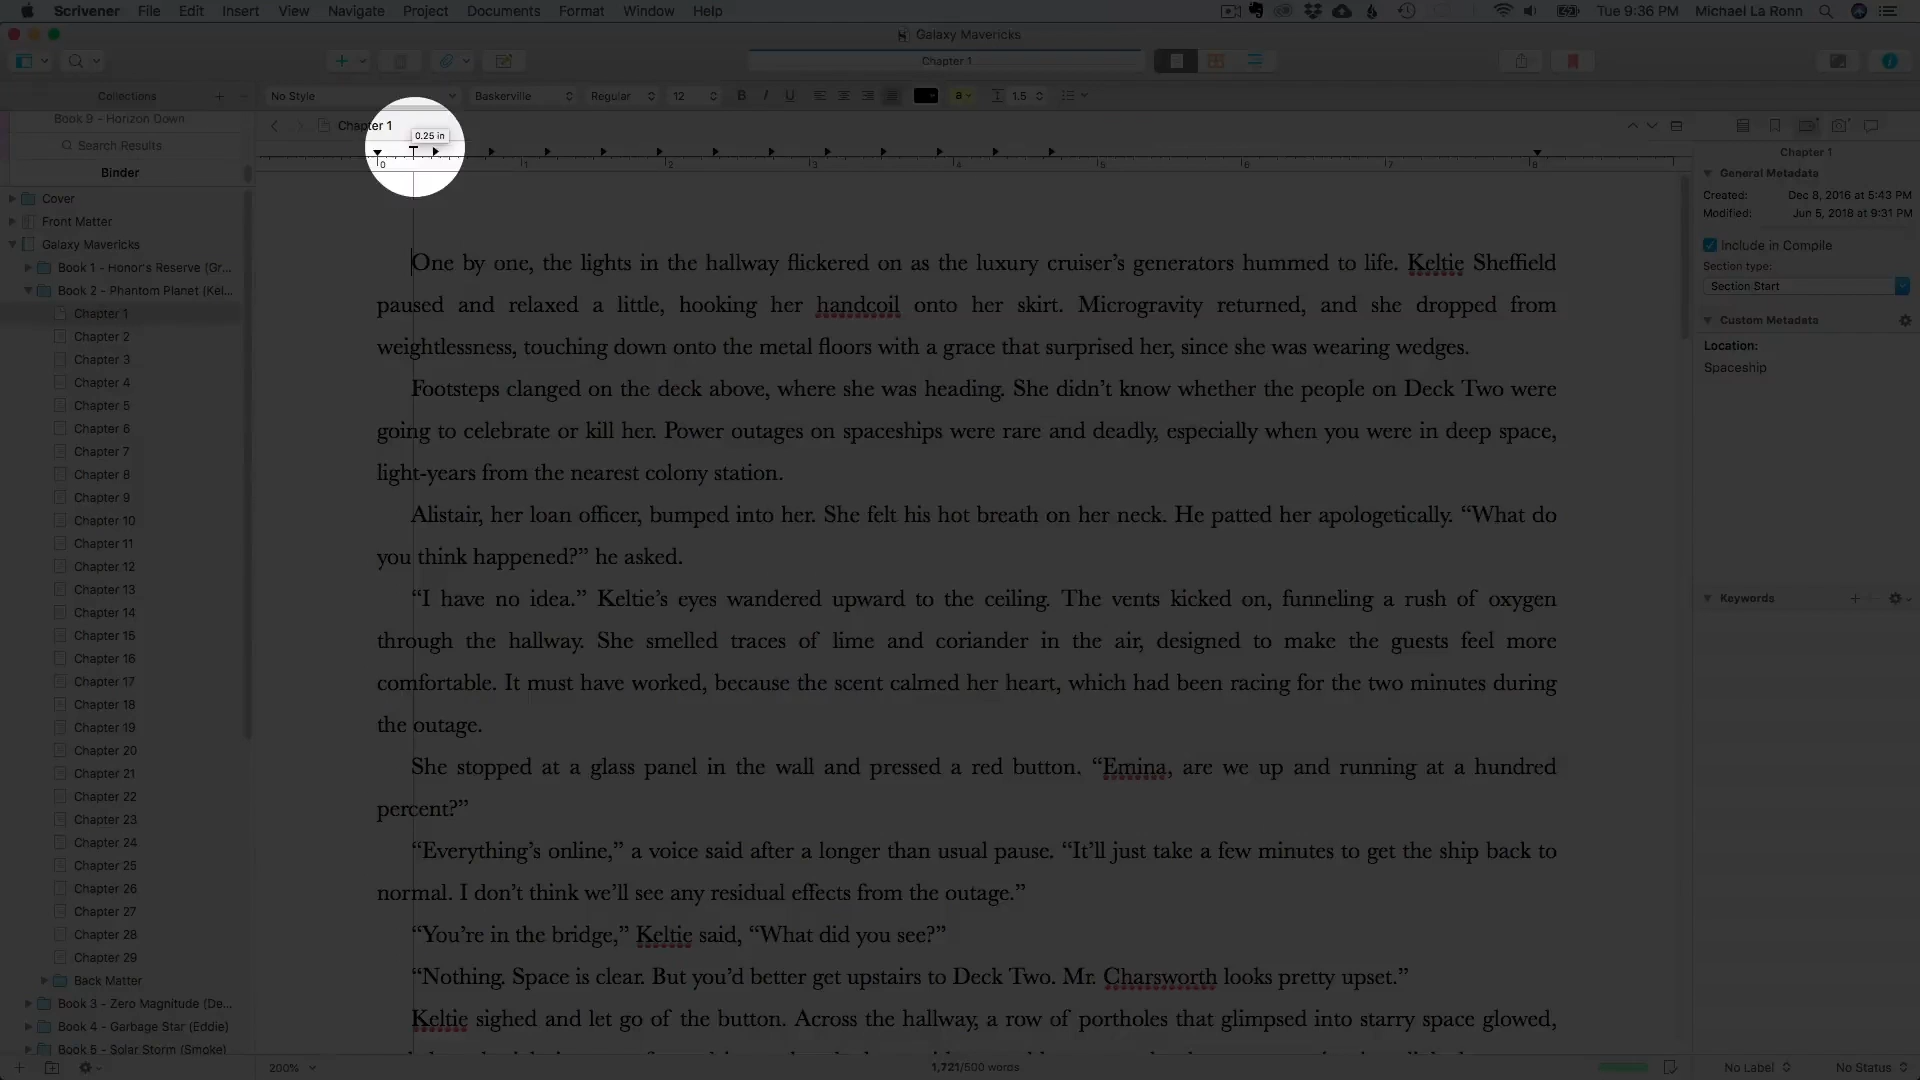 Scrivener File Edit Insert View Navigate Project Documents Format Window Help
Tue 9:36 PM Michael La Ronn
Galaxy Mavericks
Chapter 1
Collections
No Style Baskerville Regular 12 B I U a 1.5
Book 9 - Horizon Down
Search Results
Binder
Chapter 1
0.25 in
0 1 2 3 4 5 6 7 8
Cover
Front Matter
Galaxy Mavericks
Book 1 - Honor's Reserve (Gr...
Book 2 - Phantom Planet (Kel...
Chapter 1
Chapter 2
Chapter 3
Chapter 4
Chapter 5
Chapter 6
Chapter 7
Chapter 8
Chapter 9
Chapter 10
Chapter 11
Chapter 12
Chapter 13
Chapter 14
Chapter 15
Chapter 16
Chapter 17
Chapter 18
Chapter 19
Chapter 20
Chapter 21
Chapter 22
Chapter 23
Chapter 24
Chapter 25
Chapter 26
Chapter 27
Chapter 28
Chapter 29
Back Matter
Book 3 - Zero Magnitude (De...
Book 4 - Garbage Star (Eddie)
Book 5 - Solar Storm (Smoke)
One by one, the lights in the hallway flickered on as the luxury cruiser’s generators hummed to life. Keltie Sheffield
paused and relaxed a little, hooking her handcoil onto her skirt. Microgravity returned, and she dropped from
weightlessness, touching down onto the metal floors with a grace that surprised her, since she was wearing wedges.
Footsteps clanged on the deck above, where she was heading. She didn’t know whether the people on Deck Two were
going to celebrate or kill her. Power outages on spaceships were rare and deadly, especially when you were in deep space,
light-years from the nearest colony station.
Alistair, her loan officer, bumped into her. She felt his hot breath on her neck. He patted her apologetically. “What do
you think happened?” he asked.
“I have no idea.” Keltie’s eyes wandered upward to the ceiling. The vents kicked on, funneling a rush of oxygen
through the hallway. She smelled traces of lime and coriander in the air, designed to make the guests feel more
comfortable. It must have worked, because the scent calmed her heart, which had been racing for the two minutes during
the outage.
She stopped at a glass panel in the wall and pressed a red button. “Emina, are we up and running at a hundred
percent?”
“Everything’s online,” a voice said after a longer than usual pause. “It’ll just take a few minutes to get the ship back to
normal. I don’t think we’ll see any residual effects from the outage.”
“You’re in the bridge,” Keltie said, “What did you see?”
“Nothing. Space is clear. But you’d better get upstairs to Deck Two. Mr. Charsworth looks pretty upset.”
Keltie sighed and let go of the button. Across the hallway, a row of portholes that glimpsed into starry space glowed,
Chapter 1
General Metadata
Created: Dec 8, 2016 at 5:43 PM
Modified: Jun 5, 2018 at 9:31 PM
Include in Compile
Section type:
Section Start
Custom Metadata
Location:
Spaceship
Keywords
200%
1,721/500 words
No Label
No Status